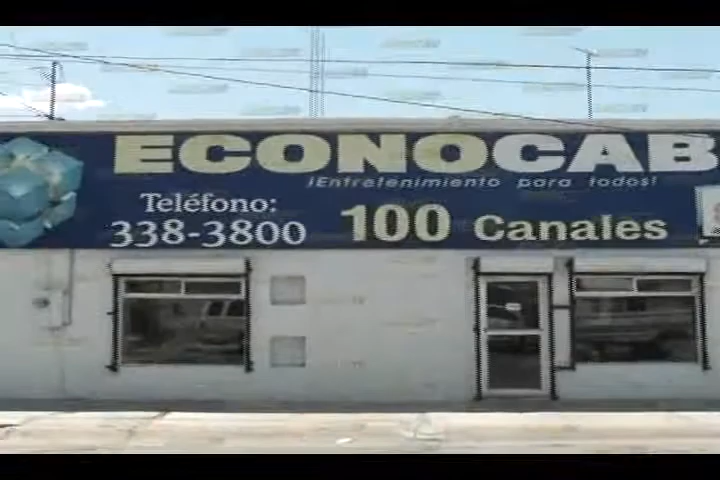 ECONOCAB
¡Entretenimiento para todos!
Teléfono:
338-3800
100 Canales